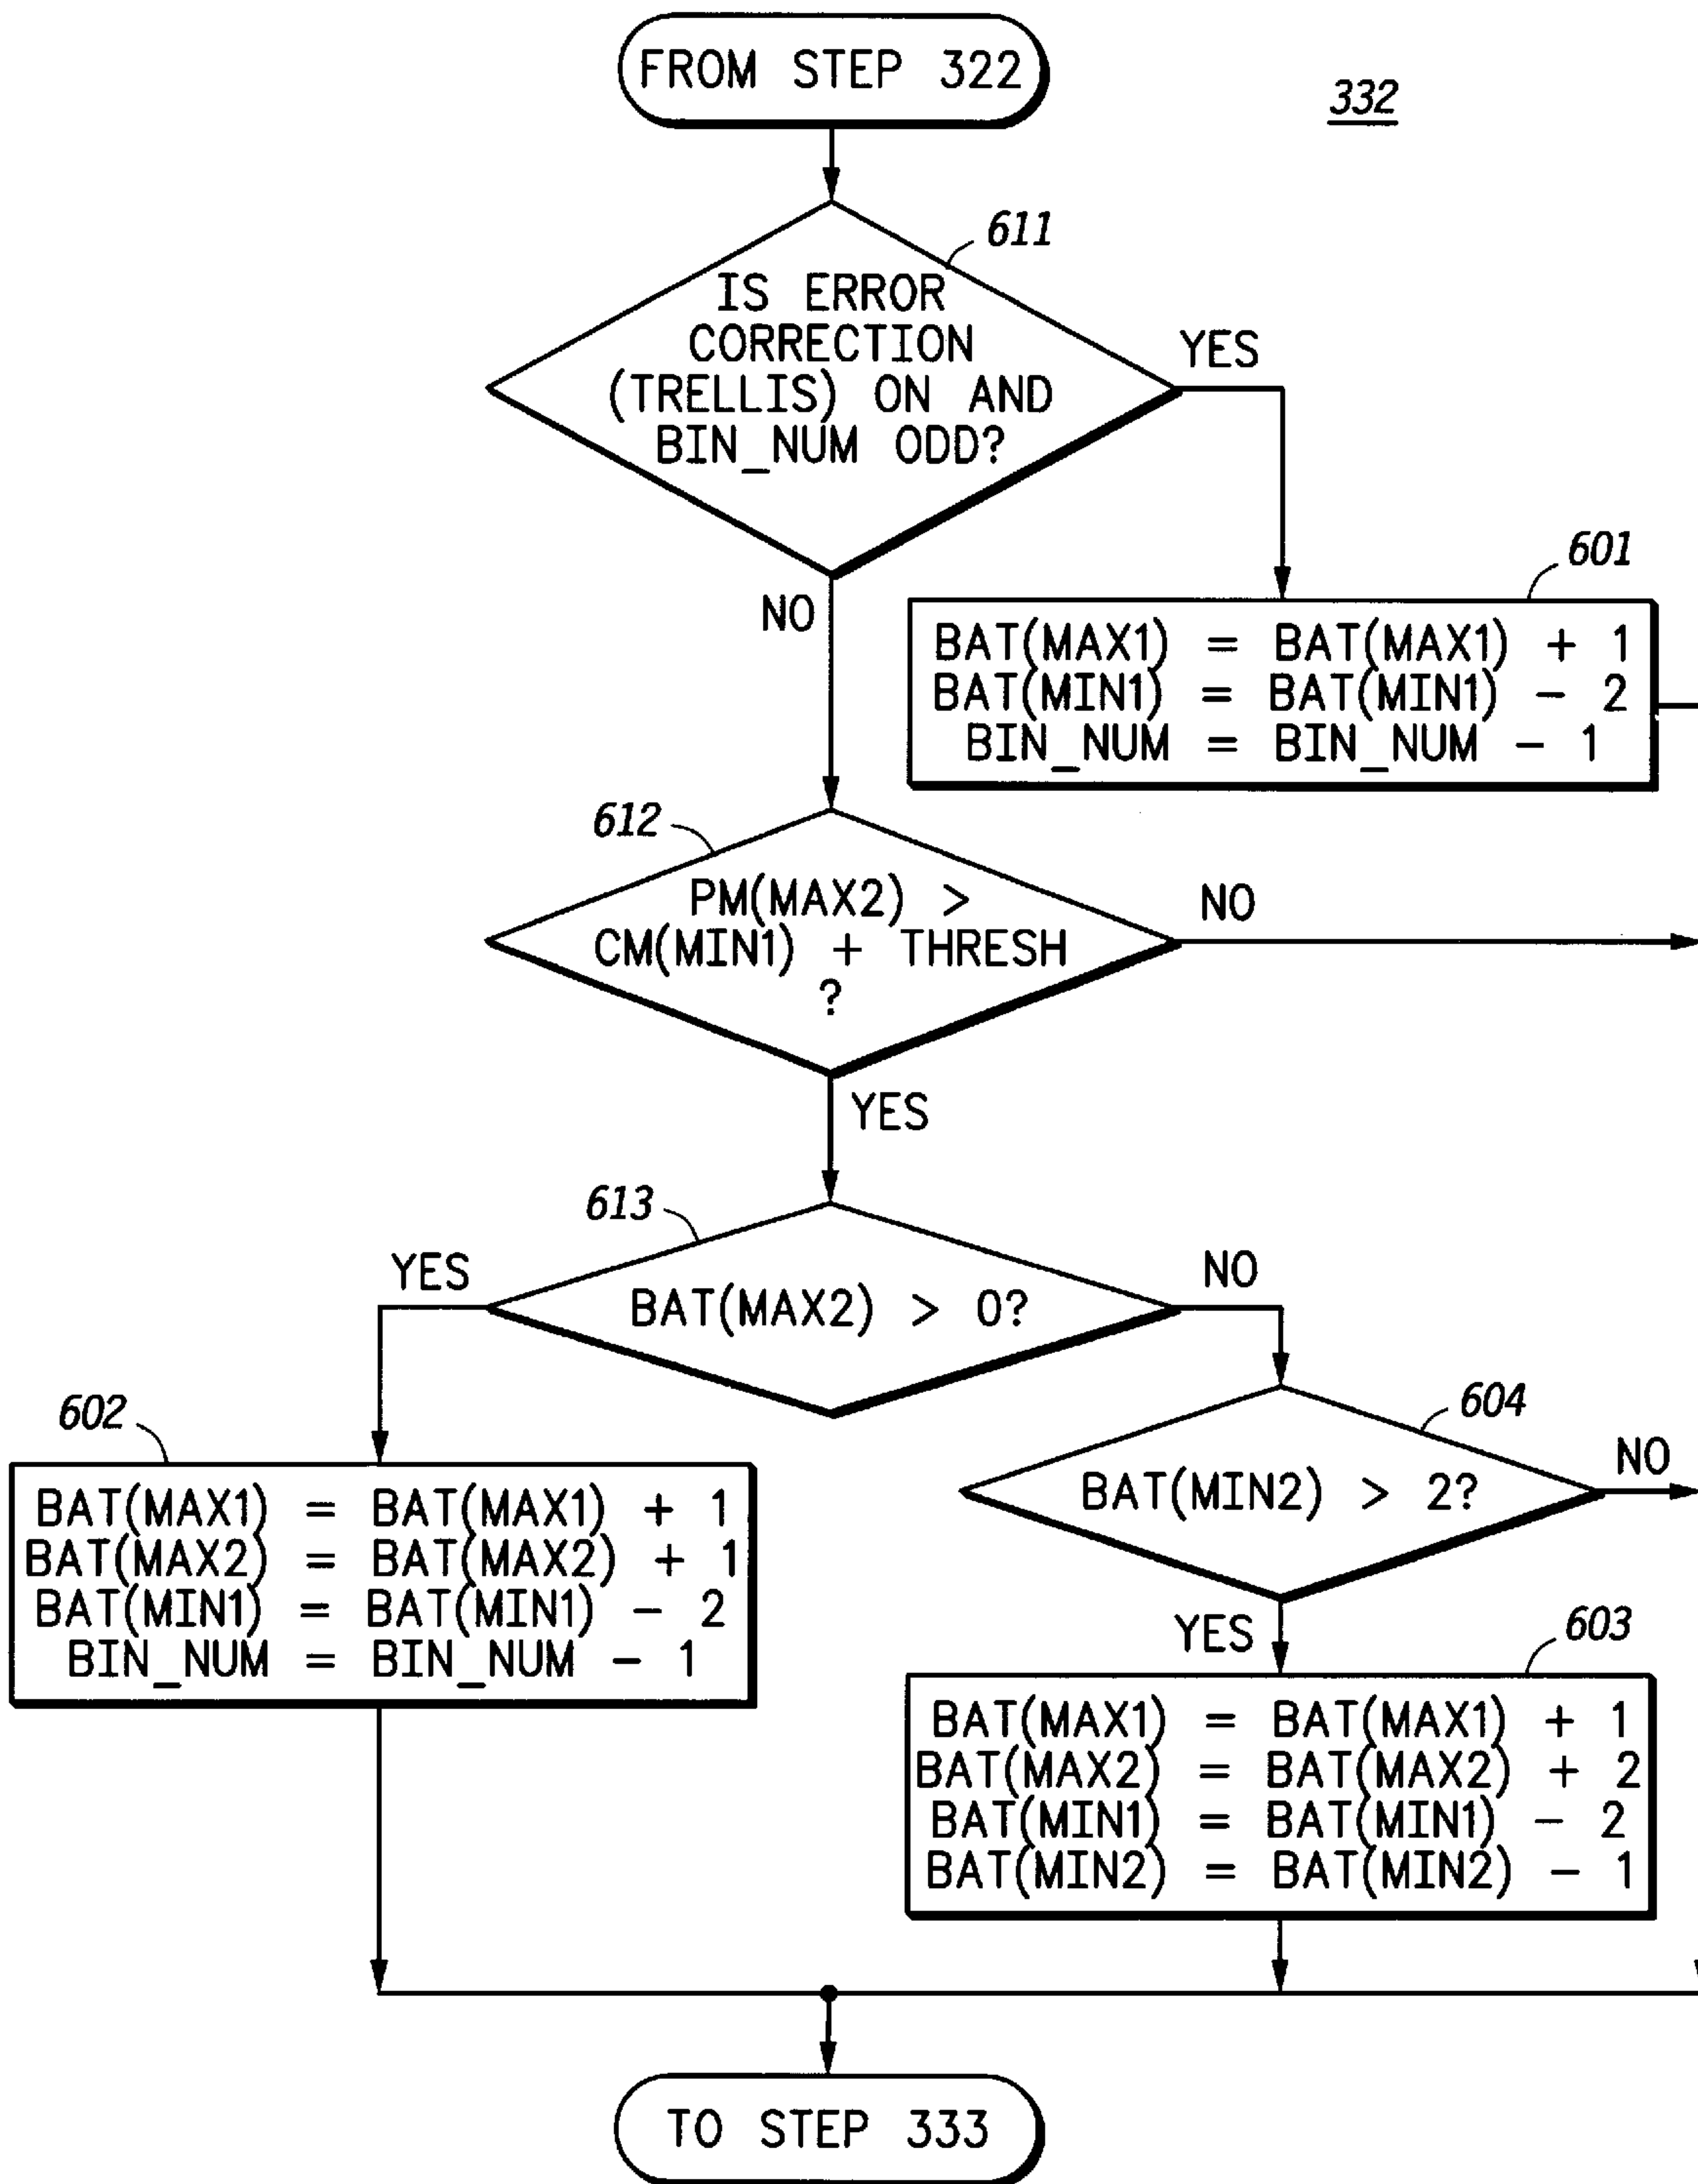 FROM STEP 322
332
611
IS ERROR
CORRECTION
(TRELLIS) ON AND
BIN_NUM ODD?
YES
NO
601
BAT(MAX1) = BAT(MAX1) + 1
BAT(MIN1) = BAT(MIN1) - 2
BIN_NUM = BIN_NUM - 1
612
PM(MAX2) >
CM(MIN1) + THRESH
?
NO
YES
613
BAT(MAX2) > 0?
YES
NO
602
BAT(MAX1) = BAT(MAX1) + 1
BAT(MAX2) = BAT(MAX2) + 1
BAT(MIN1) = BAT(MIN1) - 2
BIN_NUM = BIN_NUM - 1
604
BAT(MIN2) > 2?
NO
YES
603
BAT(MAX1) = BAT(MAX1) + 1
BAT(MAX2) = BAT(MAX2) + 2
BAT(MIN1) = BAT(MIN1) - 2
BAT(MIN2) = BAT(MIN2) - 1
TO STEP 333